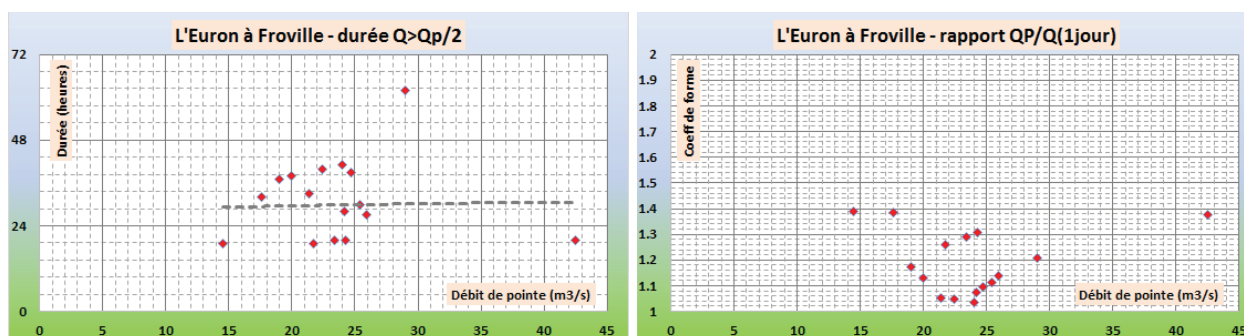 L'Euron à Froville - durée Q>Qp/2
Durée (heures)
72
48
24
0
Débit de pointe (m3/s)
0 5 10 15 20 25 30 35 40 45
L'Euron à Froville - rapport QP/Q(1jour)
Coeff de forme
2
1.9
1.8
1.7
1.6
1.5
1.4
1.3
1.2
1.1
1
Débit de pointe (m3/s)
0 5 10 15 20 25 30 35 40 45